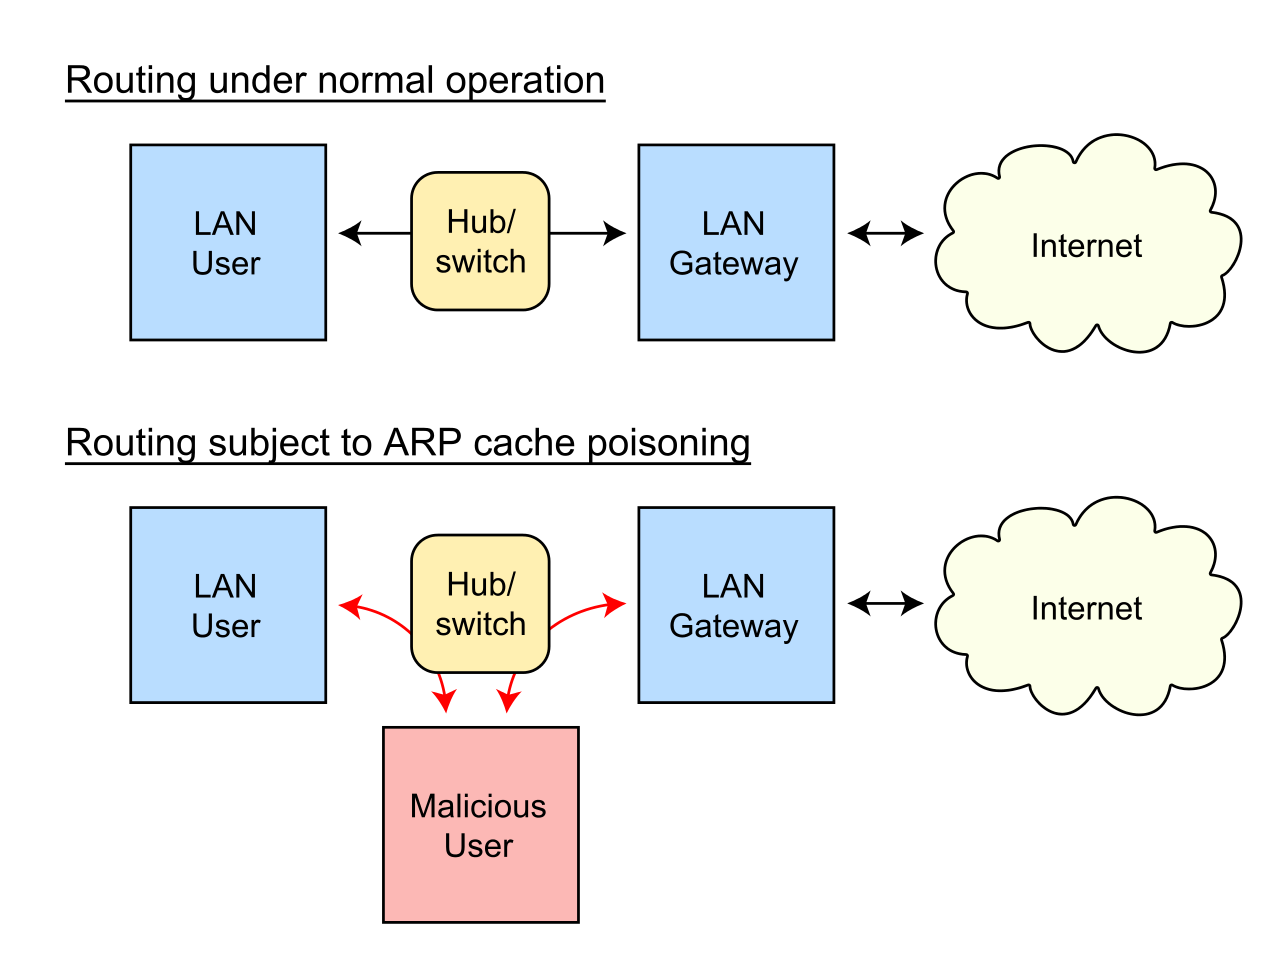 Routing under normal operation
LAN
User
Hub/
switch
LAN
Gateway
Internet
Routing subject to ARP cache poisoning
LAN
User
Hub/
switch
LAN
Gateway
Internet
Malicious
User